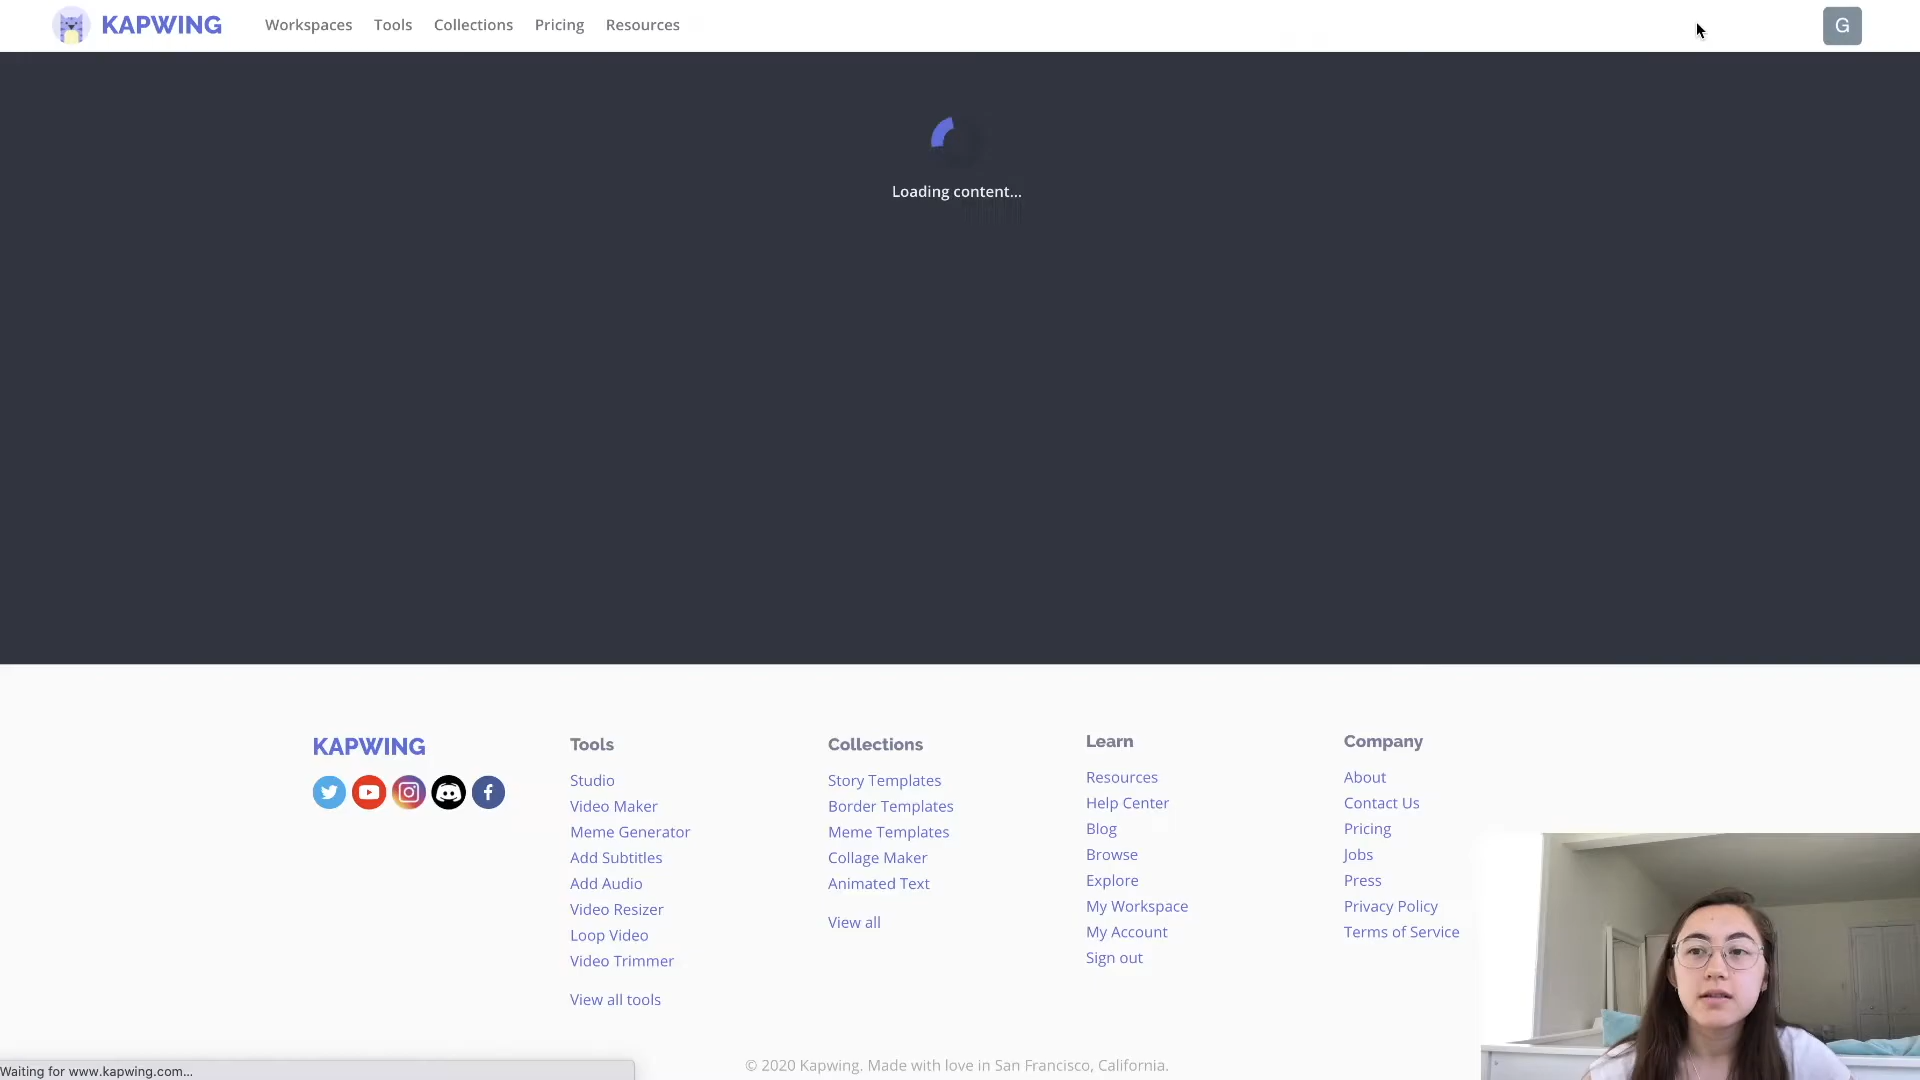 KAPWING
Workspaces
Tools
Collections
Pricing
Resources
G
Loading content...
KAPWING
Tools
Studio
Video Maker
Meme Generator
Add Subtitles
Add Audio
Video Resizer
Loop Video
Video Trimmer
View all tools
Collections
Story Templates
Border Templates
Meme Templates
Collage Maker
Animated Text
View all
Learn
Resources
Help Center
Blog
Browse
Explore
My Workspace
My Account
Sign out
Company
About
Contact Us
Pricing
Jobs
Press
Privacy Policy
Terms of Service
© 2020 Kapwing. Made with love in San Francisco, California.
Waiting for www.kapwing.com...